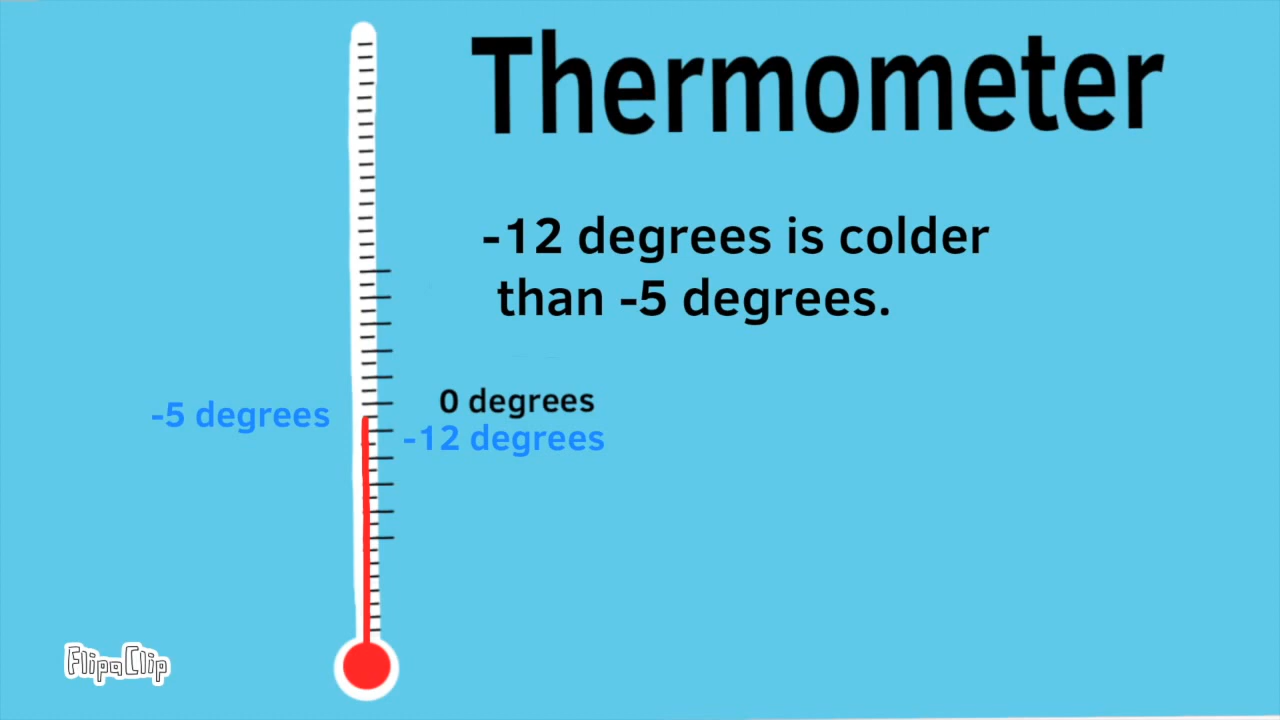 Thermometer
-12 degrees is colder
than -5 degrees.
0 degrees
-5 degrees
-12 degrees
FlipaClip